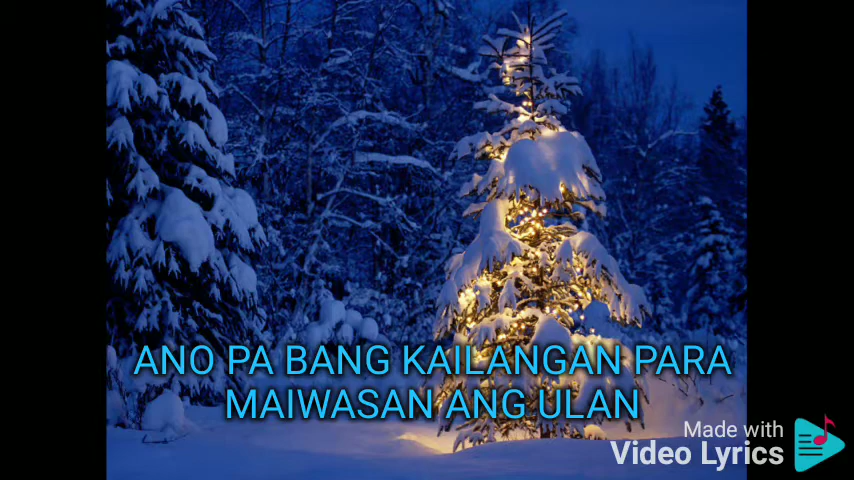 ANO PA BANG KAILANGAN PARA
MAIWASAN ANG ULAN
Made with
Video Lyrics